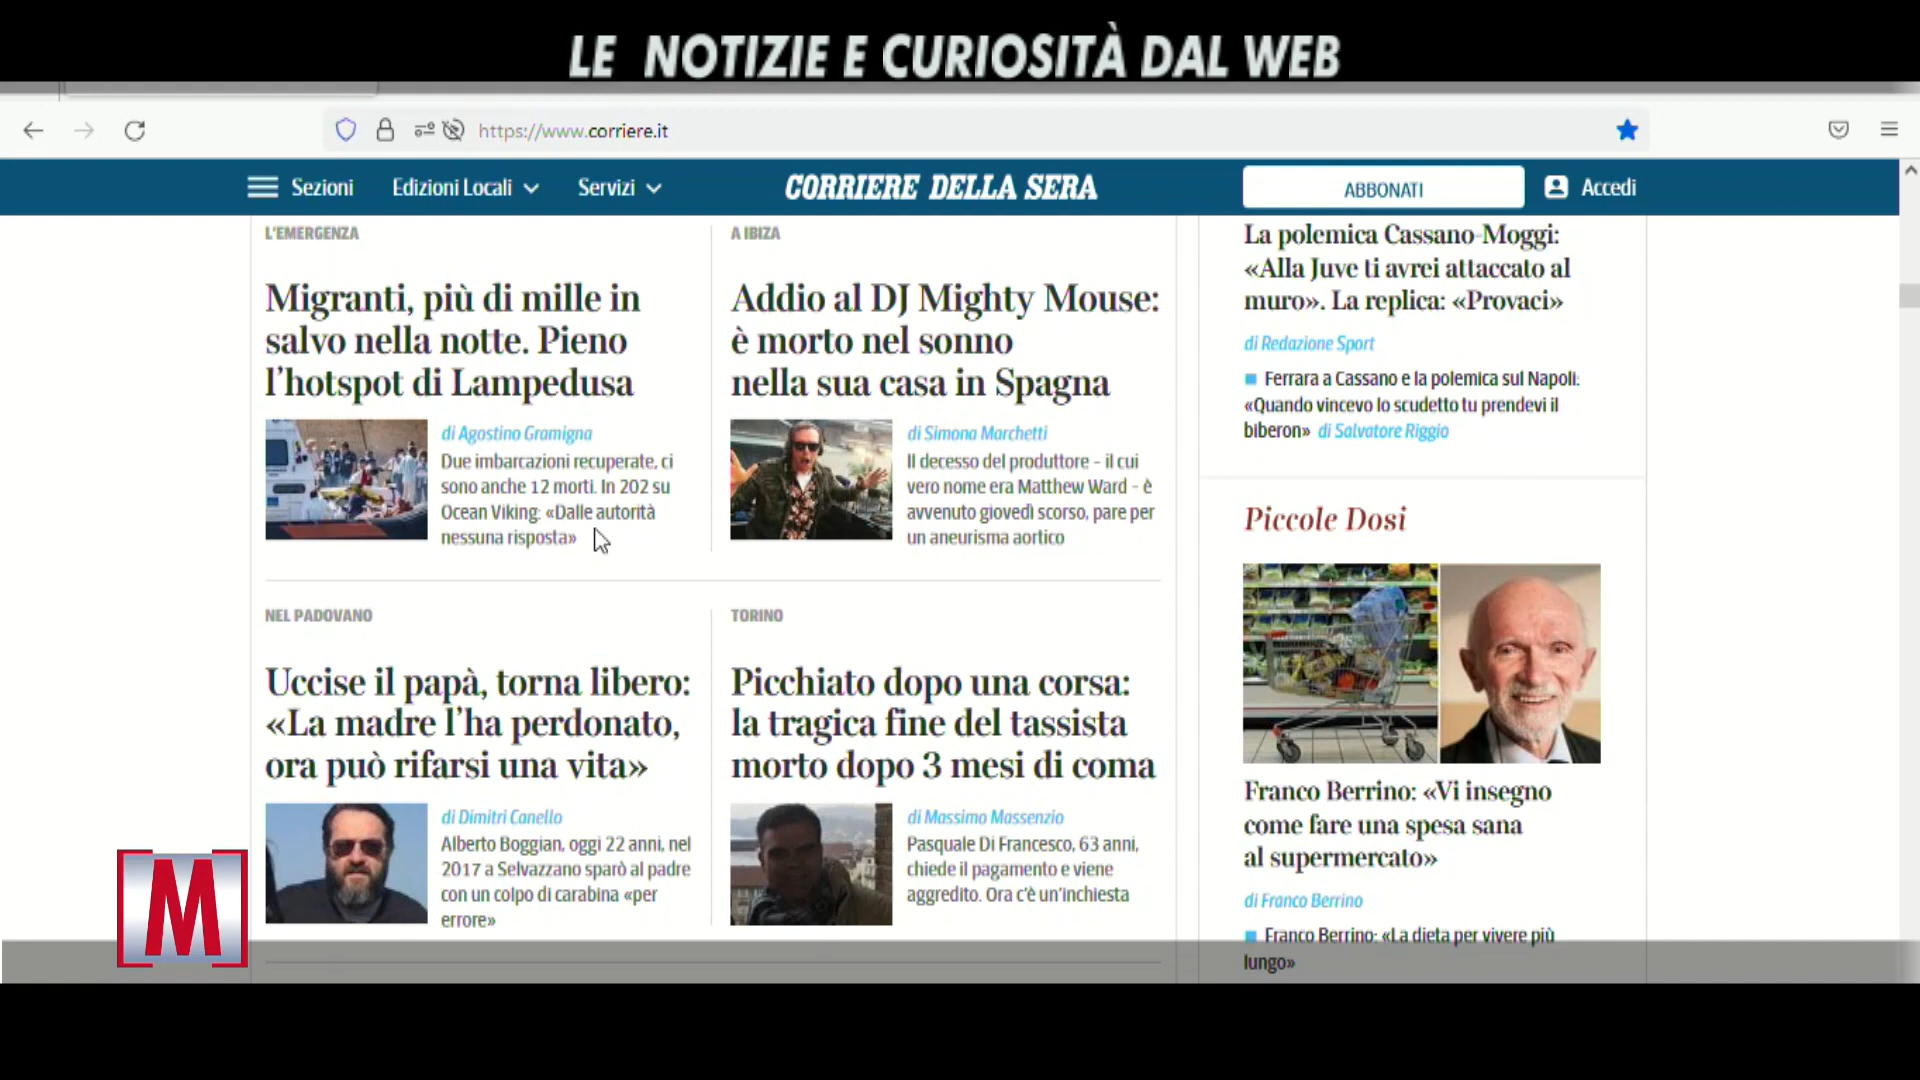 LE NOTIZIE E CURIOSITÀ DAL WEB
https://www.corriere.it
Sezioni
Edizioni Locali
Servizi
CORRIERE DELLA SERA
ABBONATI
Accedi
L'EMERGENZA
Migranti, più di mille in
salvo nella notte. Pieno
l'hotspot di Lampedusa
di Agostino Gramigna
Due imbarcazioni recuperate, ci
sono anche 12 morti. In 202 su
Ocean Viking: «Dalle autorità
nessuna risposta»
A IBIZA
Addio al DJ Mighty Mouse:
è morto nel sonno
nella sua casa in Spagna
di Simona Marchetti
Il decesso del produttore - il cui
vero nome era Matthew Ward - è
avvenuto giovedì scorso, pare per
un aneurisma aortico
NEL PADOVANO
Uccise il papà, torna libero:
«La madre l'ha perdonato,
ora può rifarsi una vita»
di Dimitri Canello
Alberto Boggian, oggi 22 anni, nel
2017 a Selvazzano sparò al padre
con un colpo di carabina «per
errore»
TORINO
Picchiato dopo una corsa:
la tragica fine del tassista
morto dopo 3 mesi di coma
di Massimo Massenzio
Pasquale Di Francesco, 63 anni,
chiede il pagamento e viene
aggredito. Ora c'è un'inchiesta
La polemica Cassano-Moggi:
«Alla Juve ti avrei attaccato al
muro». La replica: «Provaci»
di Redazione Sport
Ferrara a Cassano e la polemica sul Napoli:
«Quando vincevo lo scudetto tu prendevi il
biberon» di Salvatore Riggio
Piccole Dosi
Franco Berrino: «Vi insegno
come fare una spesa sana
al supermercato»
di Franco Berrino
Franco Berrino: «La dieta per vivere più
lungo»
M